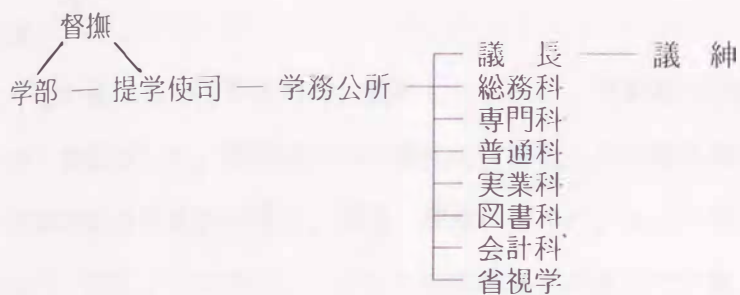 督撫
学部 提学使司 学務公所
議長 議紳
総務科
専門科
普通科
実業科
図書科
会計科
省視学